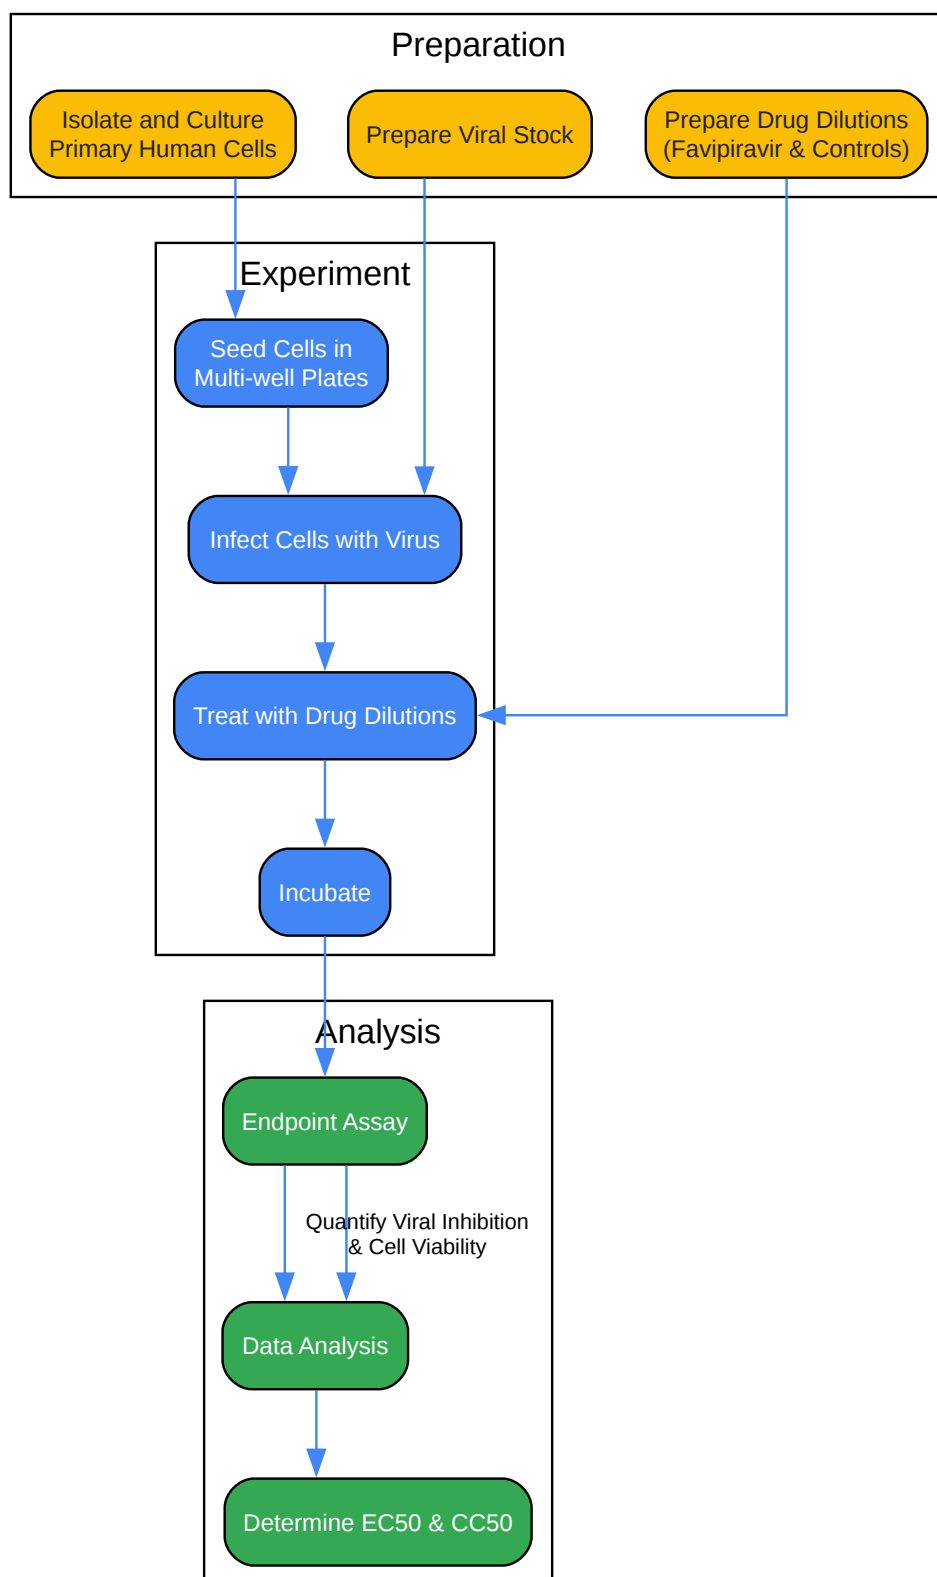 Preparation
Isolate and Culture
Primary Human Cells
Prepare Viral Stock
Prepare Drug Dilutions
(Favipiravir & Controls)
Experiment
Seed Cells in
Multi-well Plates
Infect Cells with Virus
Treat with Drug Dilutions
Incubate
Analysis
Endpoint Assay
Quantify Viral Inhibition
& Cell Viability
Data Analysis
Determine EC50 & CC50